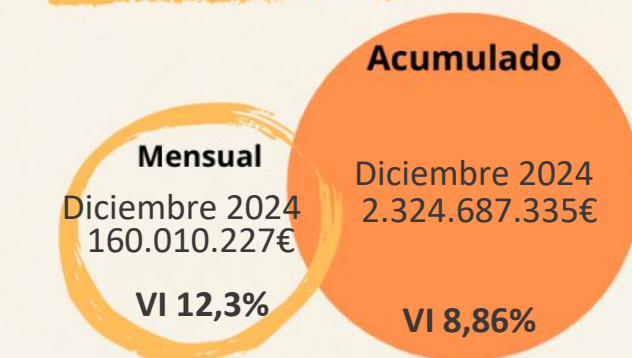 Mensual
Diciembre 2024
160.010.227€
VI 12,3%
Acumulado
Diciembre 2024
2.324.687.335€
VI 8,86%